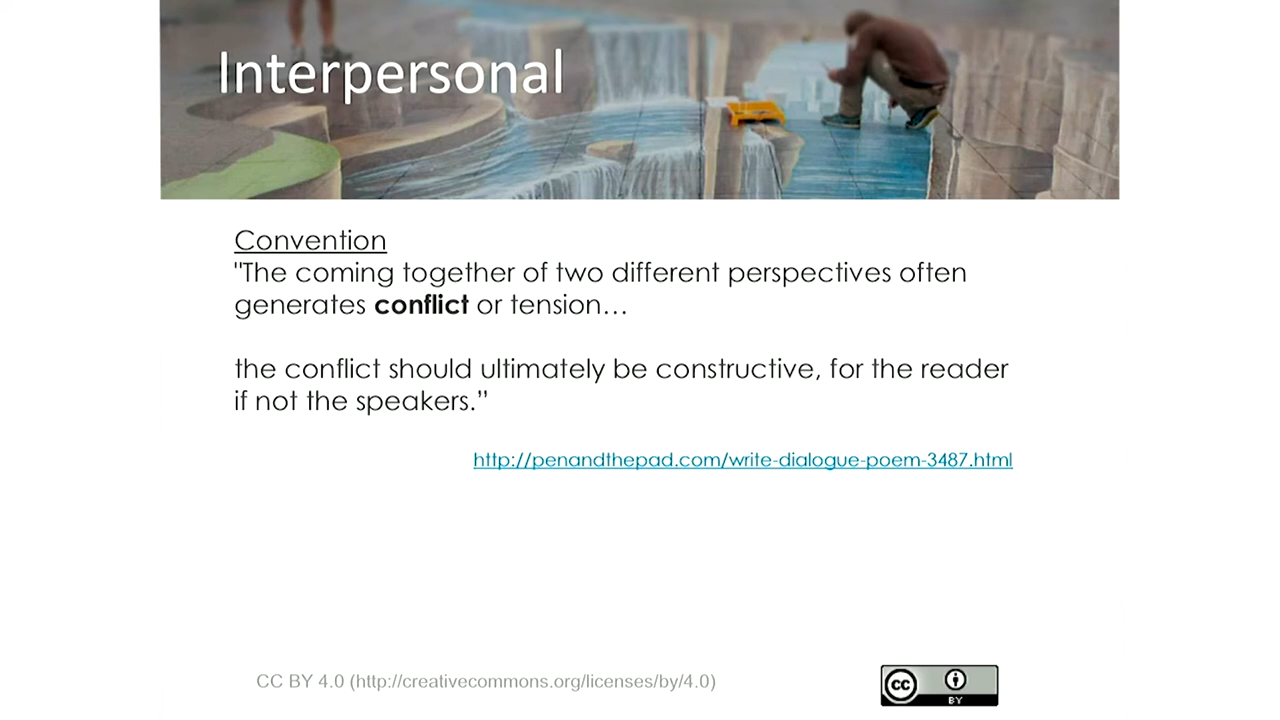 Interpersonal
Convention
"The coming together of two different perspectives often
generates conflict or tension…
the conflict should ultimately be constructive, for the reader
if not the speakers.”
http://penandthepad.com/write-dialogue-poem-3487.html
CC BY 4.0 (http://creativecommons.org/licenses/by/4.0)
cc
BY